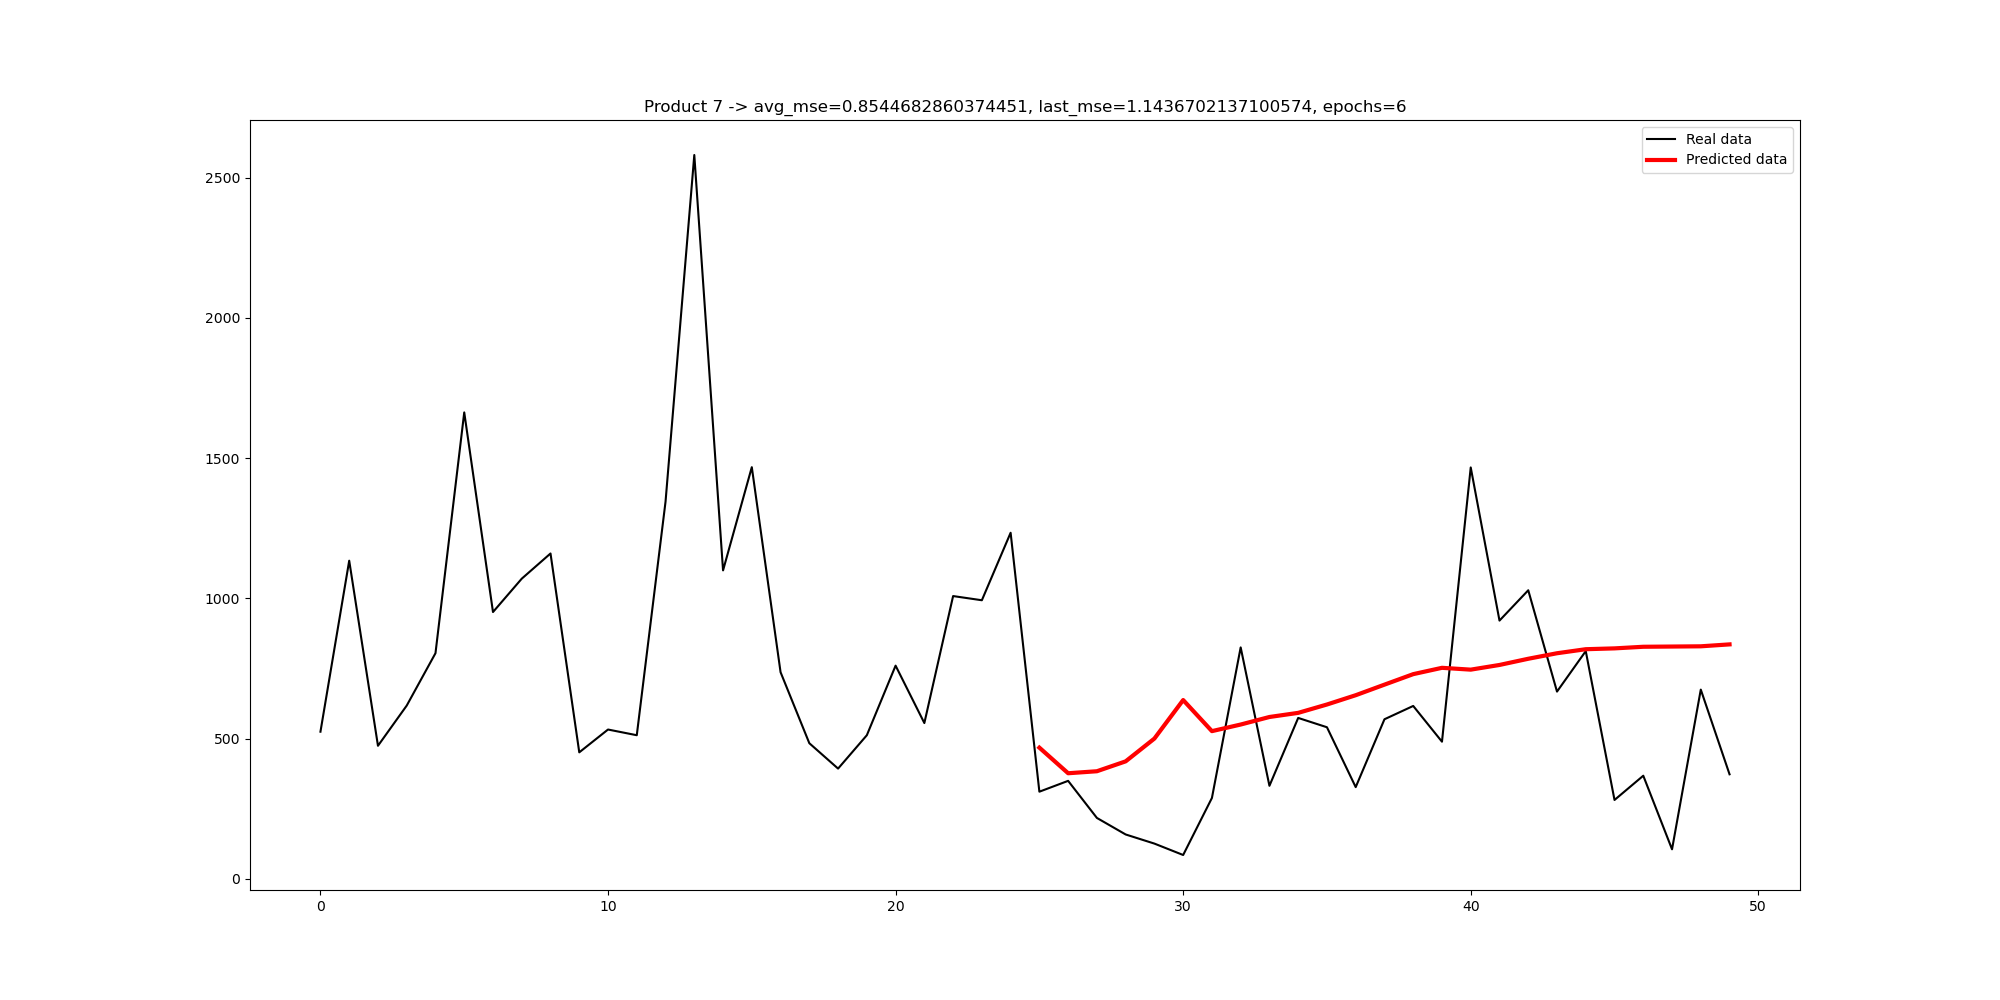 Product 7 -> avg_mse=0.8544682860374451, last_mse=1.1436702137100574, epochs=6
Real data
Predicted data
2500
2000
1500
1000
500
0
0 10 20 30 40 50